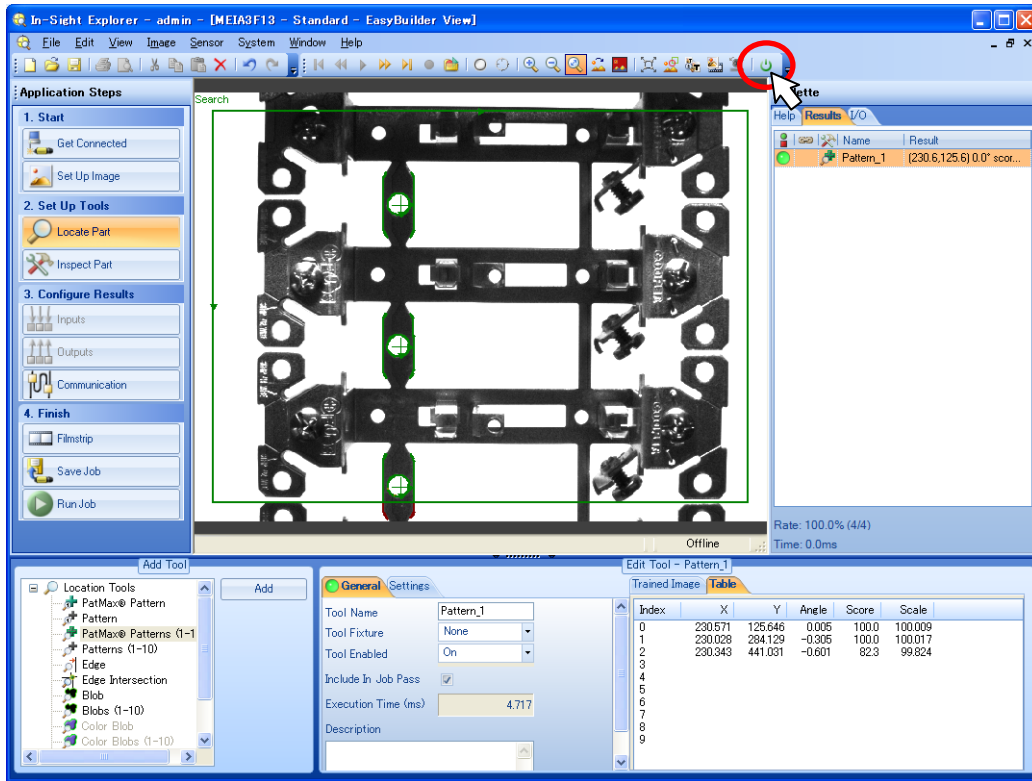 In-Sight Explorer - admin - [MEIA3F13 - Standard - EasyBuilder View]
File Edit View Image Sensor System Window Help
Application Steps
1. Start
Get Connected
Set Up Image
2. Set Up Tools
Locate Part
Inspect Part
3. Configure Results
Inputs
Outputs
Communication
4. Finish
Filmstrip
Save Job
Run Job
Search
Offline
ette
Help Results I/O
Name Result
Pattern_1 (230.6,125.6) 0.0° scor...
Rate: 100.0% (4/4)
Time: 0.0ms
Add Tool
Location Tools
PatMax® Pattern
Pattern
PatMax® Patterns (1-1
Patterns (1-10)
Edge
Edge Intersection
Blob
Blobs (1-10)
Color Blob
Color Blobs (1-10)
Add
Edit Tool - Pattern_1
General Settings
Tool Name Pattern_1
Tool Fixture None
Tool Enabled On
Include In Job Pass
Execution Time (ms) 4.717
Description
Trained Image Table
Index X Y Angle Score Scale
0 230.571 125.646 0.005 100.0 100.009
1 230.028 284.129 -0.305 100.0 100.017
2 230.343 441.031 -0.601 82.3 99.824
3
4
5
6
7
8
9